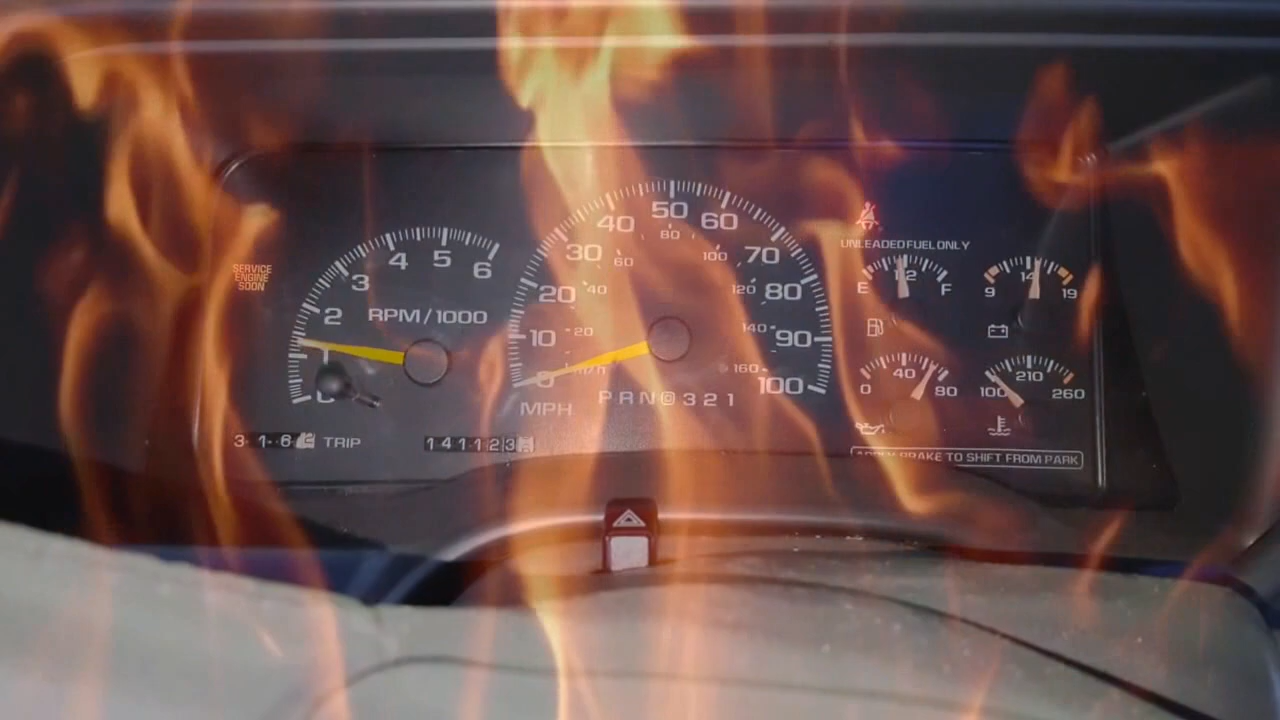 SERVICE
ENGINE
SOON
0 1 2 3 4 5 6
RPM/1000
0 10 20 30 40 50 60 70 80 90 100
20 40 60 80 100 120 140 160
km/h
MPH
P R N D 3 2 1
3 1 6 TRIP
1 4 1 1 2 3
UNLEADED FUEL ONLY
E 1/2 F
9 14 19
0 40 80
100 210 260
APPLY BRAKE TO SHIFT FROM PARK